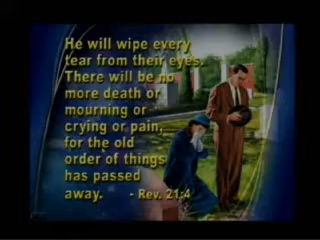 He will wipe every
tear from their eyes.
There will be no
more death or
mourning or
crying or pain,
for the old
order of things
has passed
away. - Rev. 21:4